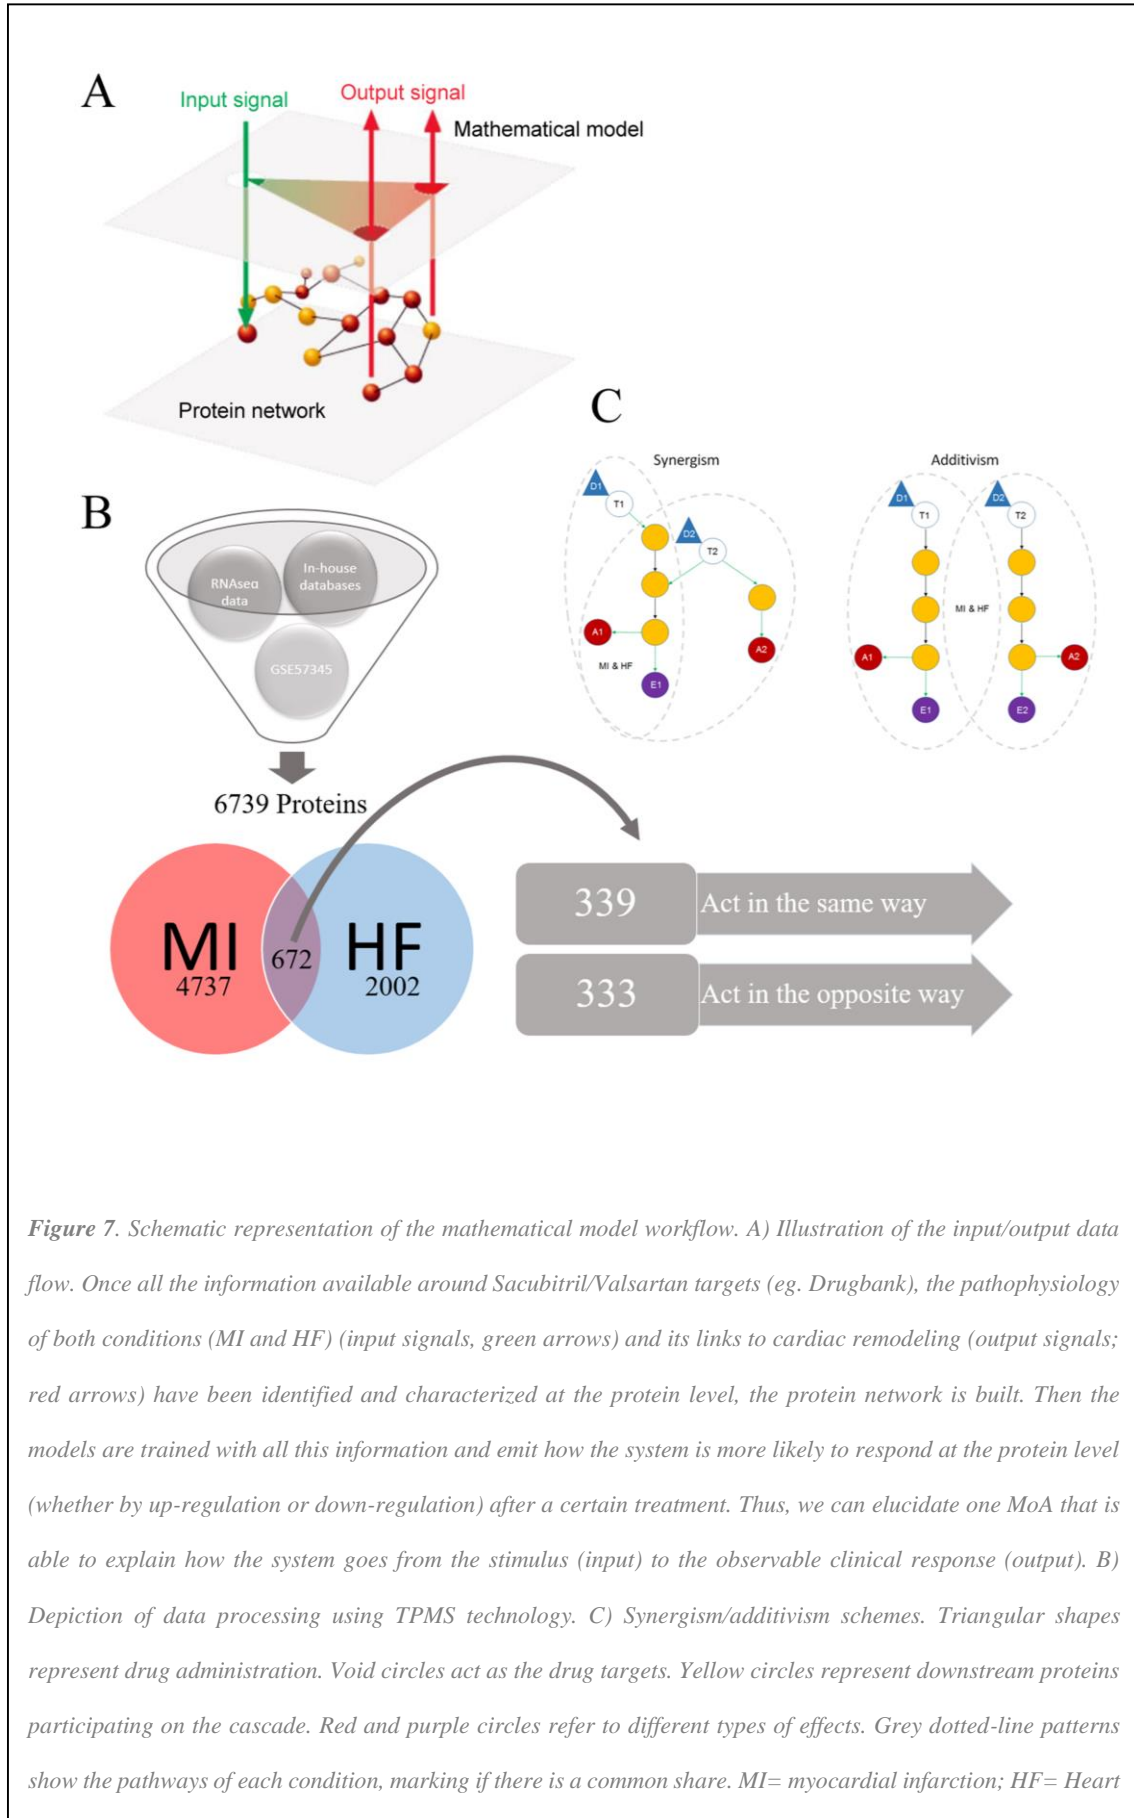 A
Input signal
Output signal
Mathematical model
Protein network
C
Synergism
D1
T1
D2
T2
A1
A2
MI & HF
E1
Additivism
D1
T1
D2
T2
MI & HF
A1
A2
E1
E2
B
RNAseq
data
In-house
databases
GSE57345
6739 Proteins
MI
4737
672
HF
2002
339
Act in the same way
333
Act in the opposite way
Figure 7. Schematic representation of the mathematical model workflow. A) Illustration of the input/output data
flow. Once all the information available around Sacubitril/Valsartan targets (eg. Drugbank), the pathophysiology
of both conditions (MI and HF) (input signals, green arrows) and its links to cardiac remodeling (output signals;
red arrows) have been identified and characterized at the protein level, the protein network is built. Then the
models are trained with all this information and emit how the system is more likely to respond at the protein level
(whether by up-regulation or down-regulation) after a certain treatment. Thus, we can elucidate one MoA that is
able to explain how the system goes from the stimulus (input) to the observable clinical response (output). B)
Depiction of data processing using TPMS technology. C) Synergism/additivism schemes. Triangular shapes
represent drug administration. Void circles act as the drug targets. Yellow circles represent downstream proteins
participating on the cascade. Red and purple circles refer to different types of effects. Grey dotted-line patterns
show the pathways of each condition, marking if there is a common share. MI= myocardial infarction; HF= Heart